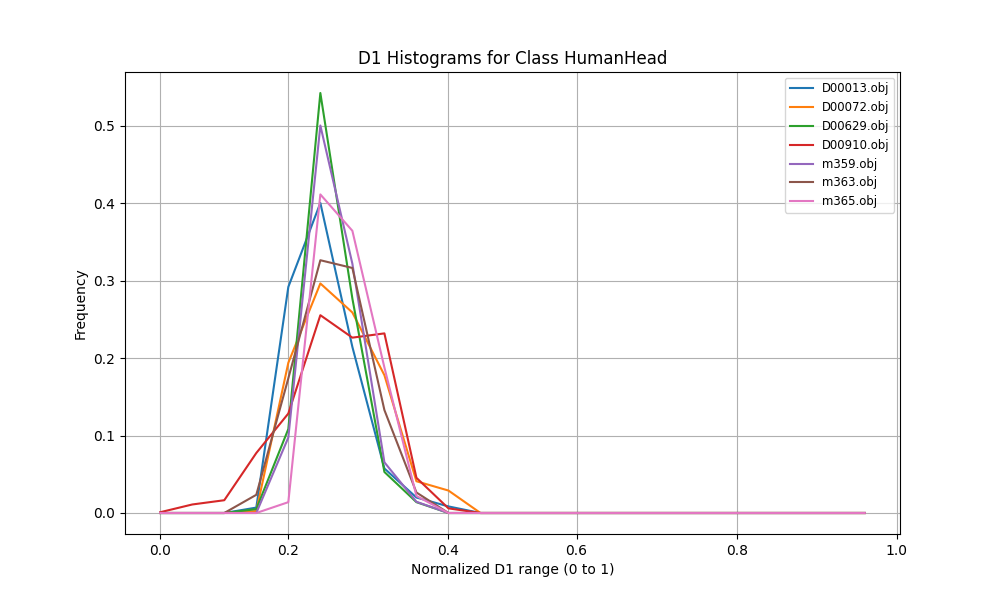 D1 Histograms for Class HumanHead
D00013.obj
D00072.obj
D00629.obj
D00910.obj
m359.obj
m363.obj
m365.obj
Frequency
0.5
0.4
0.3
0.2
0.1
0.0
0.0 0.2 0.4 0.6 0.8 1.0
Normalized D1 range (0 to 1)